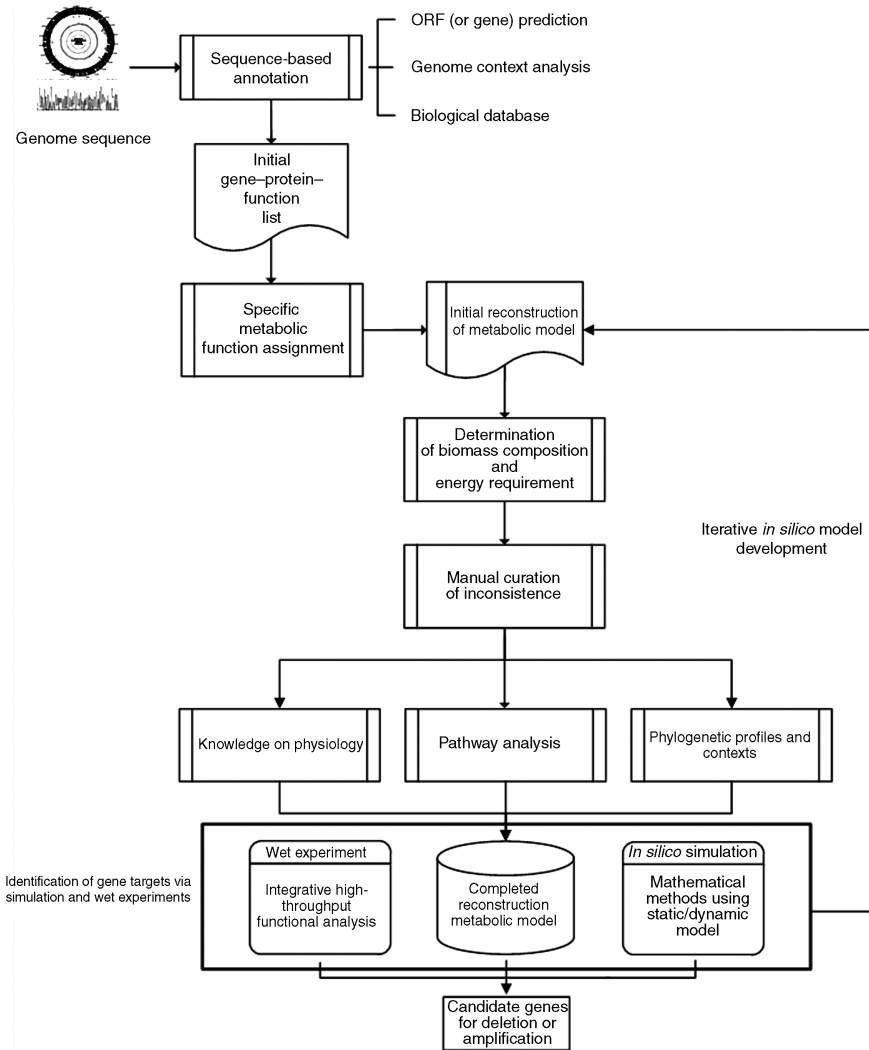 ORF (or gene) prediction
Sequence-based
annotation
Genome context analysis
Biological database
Genome sequence
Initial
gene–protein–
function
list
Specific
metabolic
function assignment
Initial reconstruction
of metabolic model
Determination
of biomass composition
and
energy requirement
Iterative in silico model
development
Manual curation
of inconsistence
Knowledge on physiology
Pathway analysis
Phylogenetic profiles and
contexts
Identification of gene targets via
simulation and wet experiments
Wet experiment
Integrative high-
throughput
functional analysis
Completed
reconstruction
metabolic model
In silico simulation
Mathematical
methods using
static/dynamic
model
Candidate genes
for deletion or
amplification